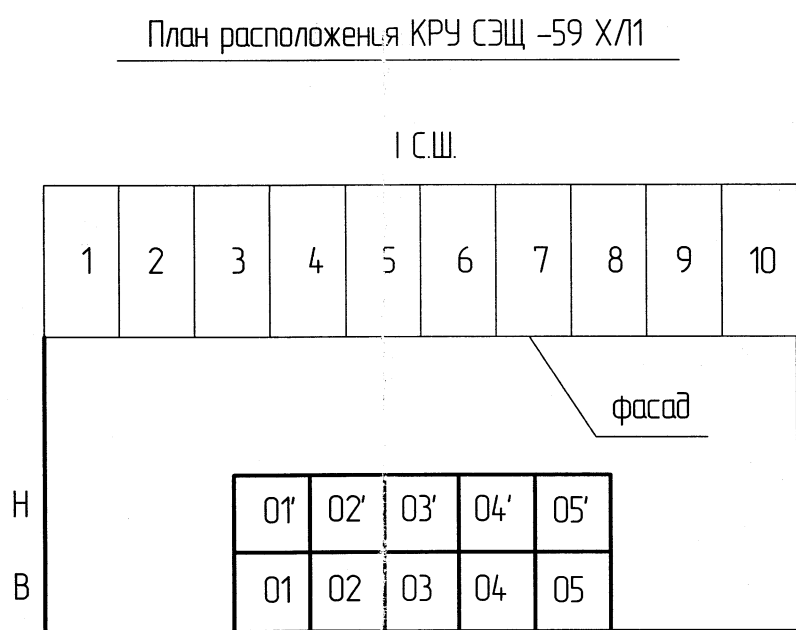 План расположения КРУ СЭЩ -59 ХЛ1
I С.Ш.
1 2 3 4 5 6 7 8 9 10
фасад
Н 01' 02' 03' 04' 05'
В 01 02 03 04 05